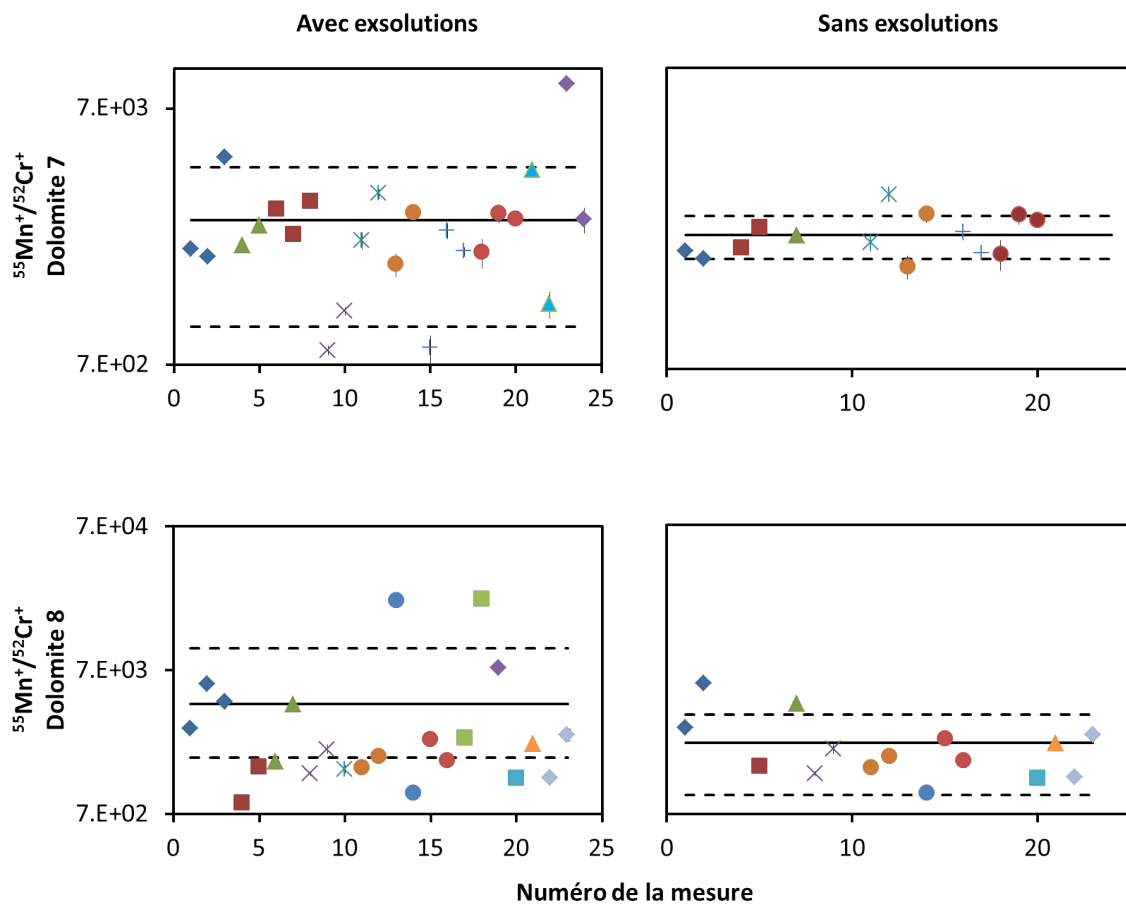 Avec exsolutions
Sans exsolutions
⁵⁵Mn⁺/⁵²Cr⁺
Dolomite 7
7.E+03
7.E+02
0 5 10 15 20 25
0 10 20
⁵⁵Mn⁺/⁵²Cr⁺
Dolomite 8
7.E+04
7.E+03
7.E+02
0 5 10 15 20 25
0 10 20
Numéro de la mesure